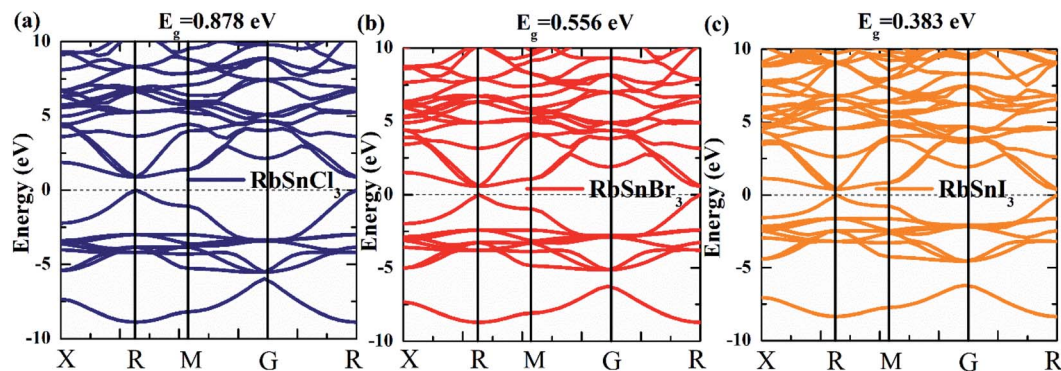 (a) E_g=0.878 eV
10
5
0
-5
-10
Energy (eV)
RbSnCl₃
X R M G R
(b) E_g=0.556 eV
10
5
0
-5
-10
Energy (eV)
RbSnBr₃
X R M G R
(c) E_g=0.383 eV
10
5
0
-5
-10
Energy (eV)
RbSnI₃
X R M G R